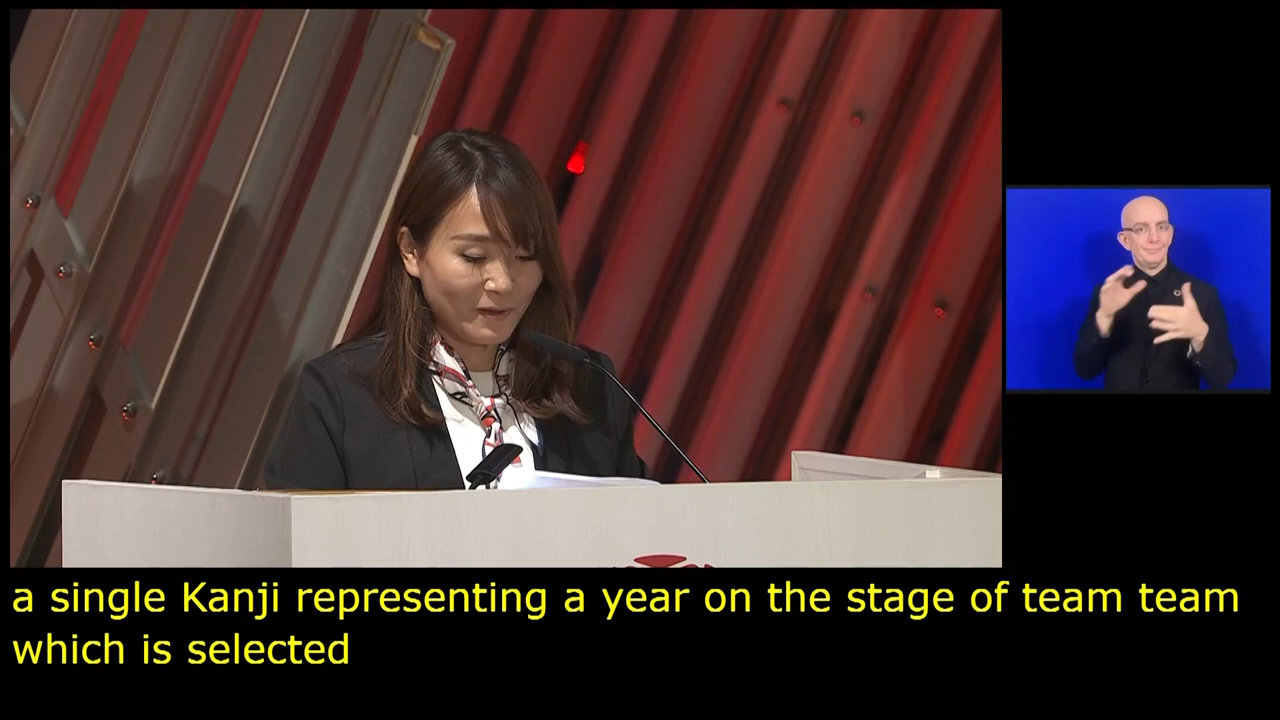 a single Kanji representing a year on the stage of team team
which is selected